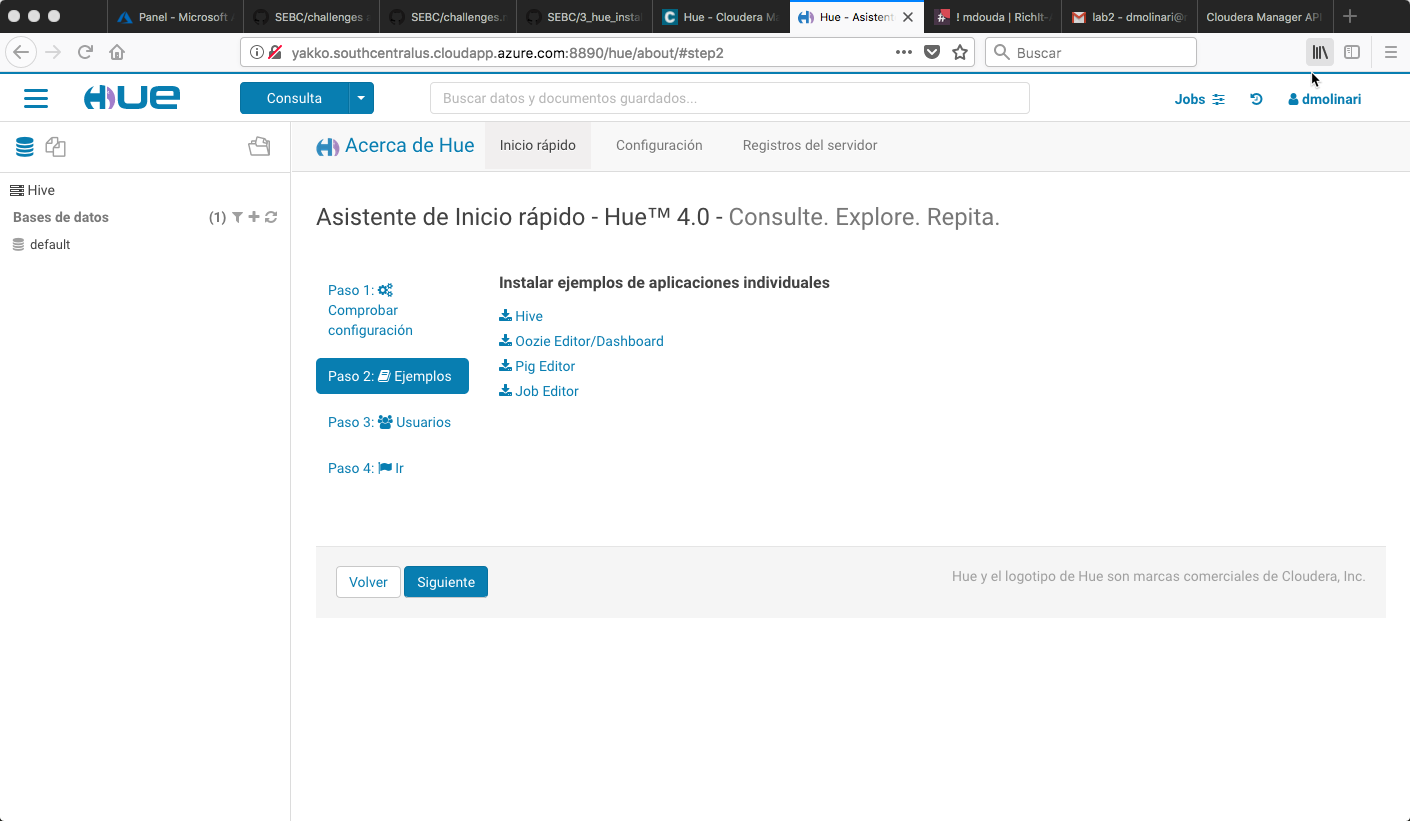 Panel - Microsoft
SEBC/challenges
SEBC/challenges.
SEBC/3_hue_insta
Hue - Cloudera M
Hue - Asistent
! mdouda | RichIt-
lab2 - dmolinari@
Cloudera Manager API
yakko.southcentralus.cloudapp.azure.com:8890/hue/about/#step2
Buscar
HUE
Consulta
Buscar datos y documentos guardados...
Jobs
dmolinari
Acerca de Hue
Inicio rápido
Configuración
Registros del servidor
Hive
Bases de datos (1)
default
Asistente de Inicio rápido - Hue™ 4.0 - Consulte. Explore. Repita.
Paso 1:
Comprobar
configuración
Paso 2: Ejemplos
Paso 3: Usuarios
Paso 4: Ir
Instalar ejemplos de aplicaciones individuales
Hive
Oozie Editor/Dashboard
Pig Editor
Job Editor
Volver
Siguiente
Hue y el logotipo de Hue son marcas comerciales de Cloudera, Inc.